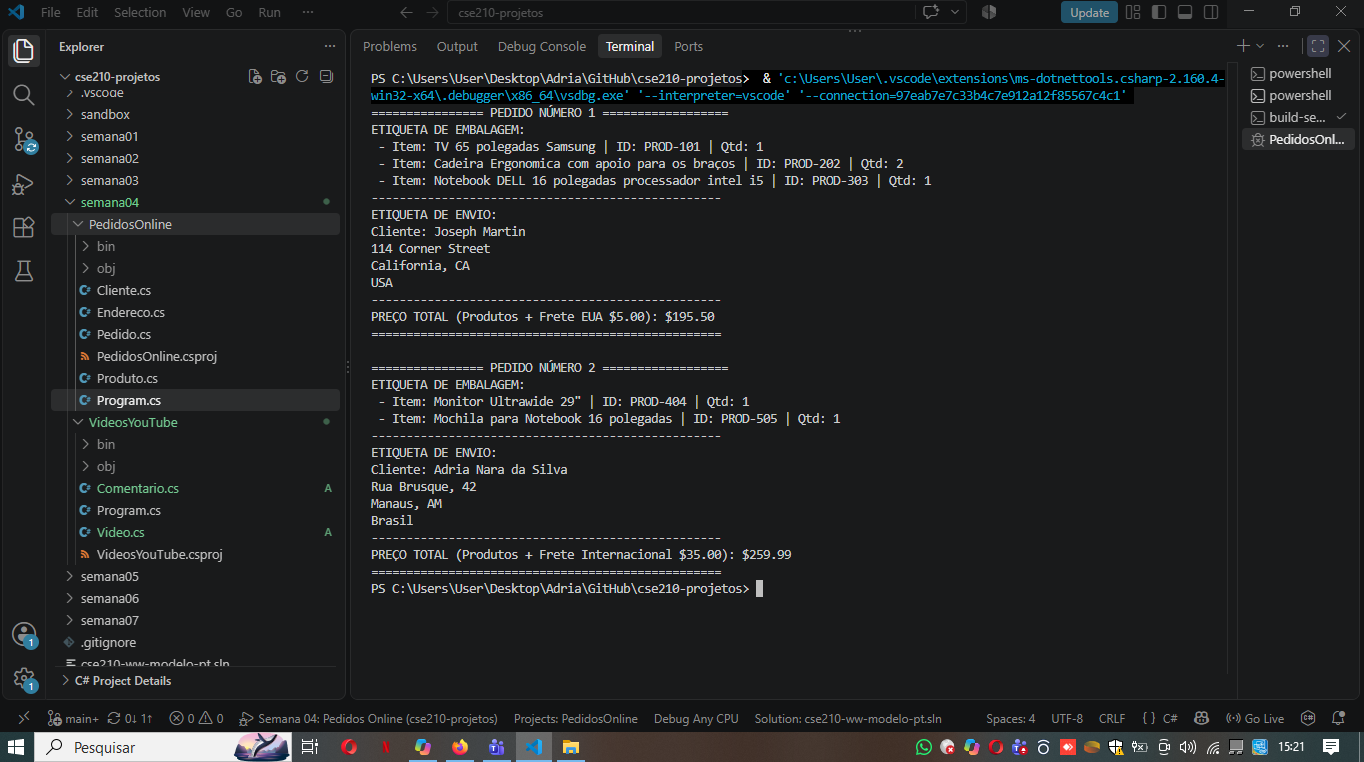 File Edit Selection View Go Run ···
cse210-projetos
Update
Explorer
cse210-projetos
.vscode
sandbox
semana01
semana02
semana03
semana04
PedidosOnline
bin
obj
Cliente.cs
Endereco.cs
Pedido.cs
PedidosOnline.csproj
Produto.cs
Program.cs
VideosYouTube
bin
obj
Comentario.cs A
Program.cs
Video.cs A
VideosYouTube.csproj
semana05
semana06
semana07
.gitignore
cse210-ww-modelo-pt.sln
C# Project Details
1
1
Problems Output Debug Console Terminal Ports
PS C:\Users\User\Desktop\Adria\GitHub\cse210-projetos> & 'c:\Users\User\.vscode\extensions\ms-dotnettools.csharp-2.160.4-
win32-x64\.debugger\x86_64\vsdbg.exe' '--interpreter=vscode' '--connection=97eab7e7c33b4c7e912a12f85567c4c1'
================ PEDIDO NÚMERO 1 ==================
ETIQUETA DE EMBALAGEM:
- Item: TV 65 polegadas Samsung | ID: PROD-101 | Qtd: 1
- Item: Cadeira Ergonomica com apoio para os braços | ID: PROD-202 | Qtd: 2
- Item: Notebook DELL 16 polegadas processador intel i5 | ID: PROD-303 | Qtd: 1
--------------------------------------------------
ETIQUETA DE ENVIO:
Cliente: Joseph Martin
114 Corner Street
California, CA
USA
--------------------------------------------------
PREÇO TOTAL (Produtos + Frete EUA $5.00): $195.50
==================================================
================ PEDIDO NÚMERO 2 ==================
ETIQUETA DE EMBALAGEM:
- Item: Monitor Ultrawide 29" | ID: PROD-404 | Qtd: 1
- Item: Mochila para Notebook 16 polegadas | ID: PROD-505 | Qtd: 1
--------------------------------------------------
ETIQUETA DE ENVIO:
Cliente: Adria Nara da Silva
Rua Brusque, 42
Manaus, AM
Brasil
--------------------------------------------------
PREÇO TOTAL (Produtos + Frete Internacional $35.00): $259.99
==================================================
PS C:\Users\User\Desktop\Adria\GitHub\cse210-projetos>
powershell
powershell
build-se...
PedidosOnl...
main+ 0↓ 1↑ 0 0 Semana 04: Pedidos Online (cse210-projetos) Projects: PedidosOnline Debug Any CPU Solution: cse210-ww-modelo-pt.sln Spaces: 4 UTF-8 CRLF { } C# Go Live
Pesquisar
15:21